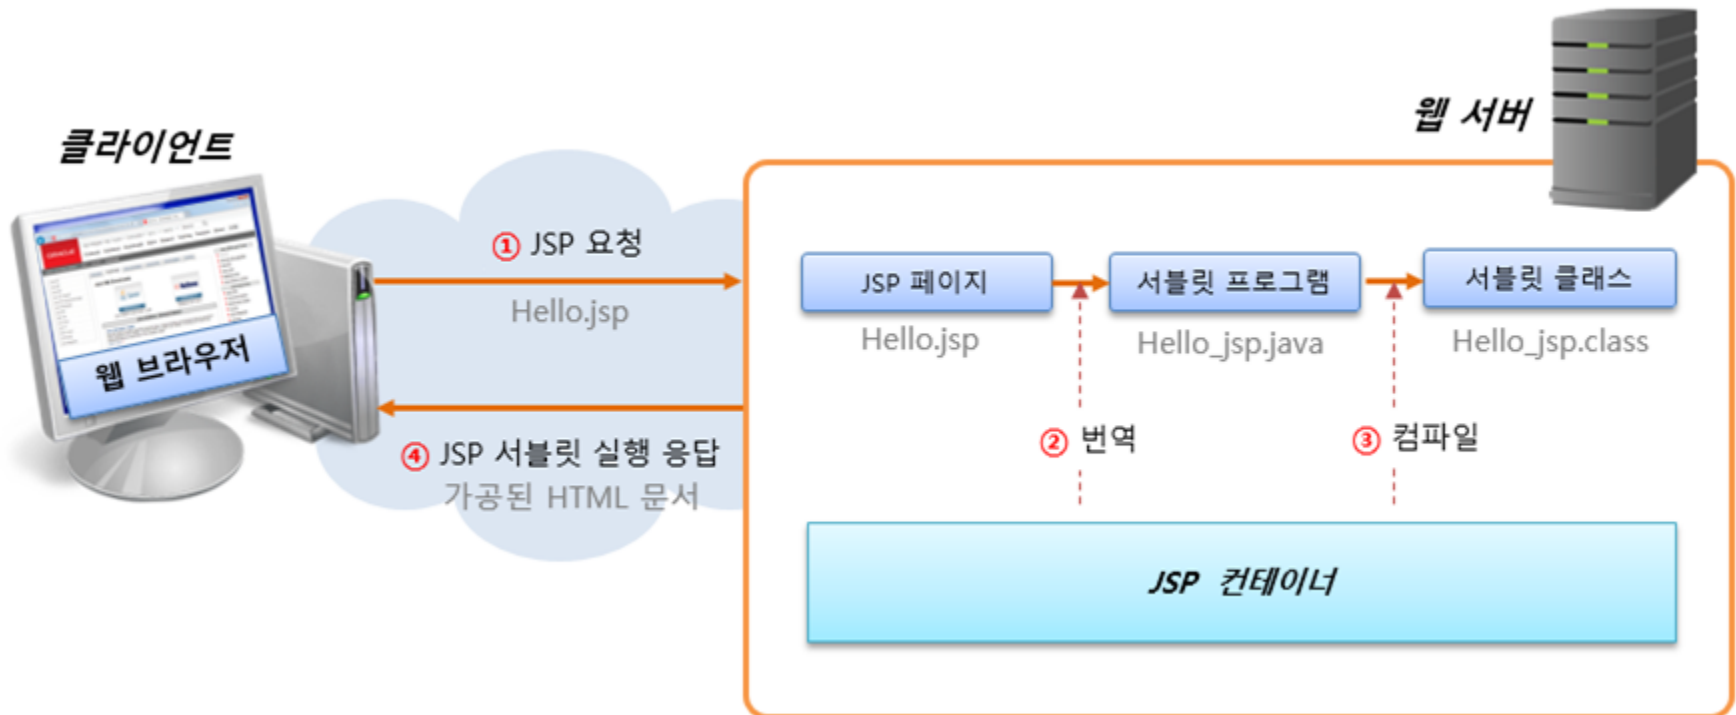 웹 서버
클라이언트
① JSP 요청
Hello.jsp
웹 브라우저
④ JSP 서블릿 실행 응답
가공된 HTML 문서
JSP 페이지
서블릿 프로그램
서블릿 클래스
Hello.jsp
Hello_jsp.java
Hello_jsp.class
② 번역
③ 컴파일
JSP 컨테이너